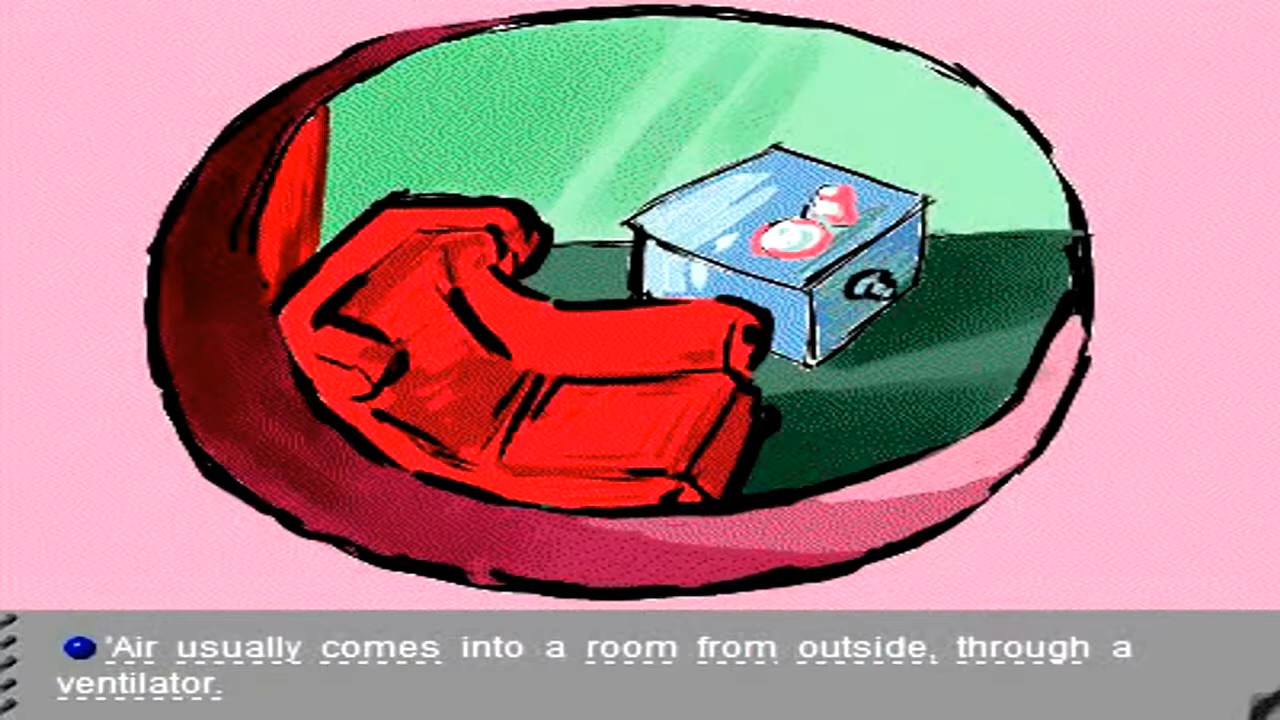 'Air usually comes into a room from outside, through a
ventilator.